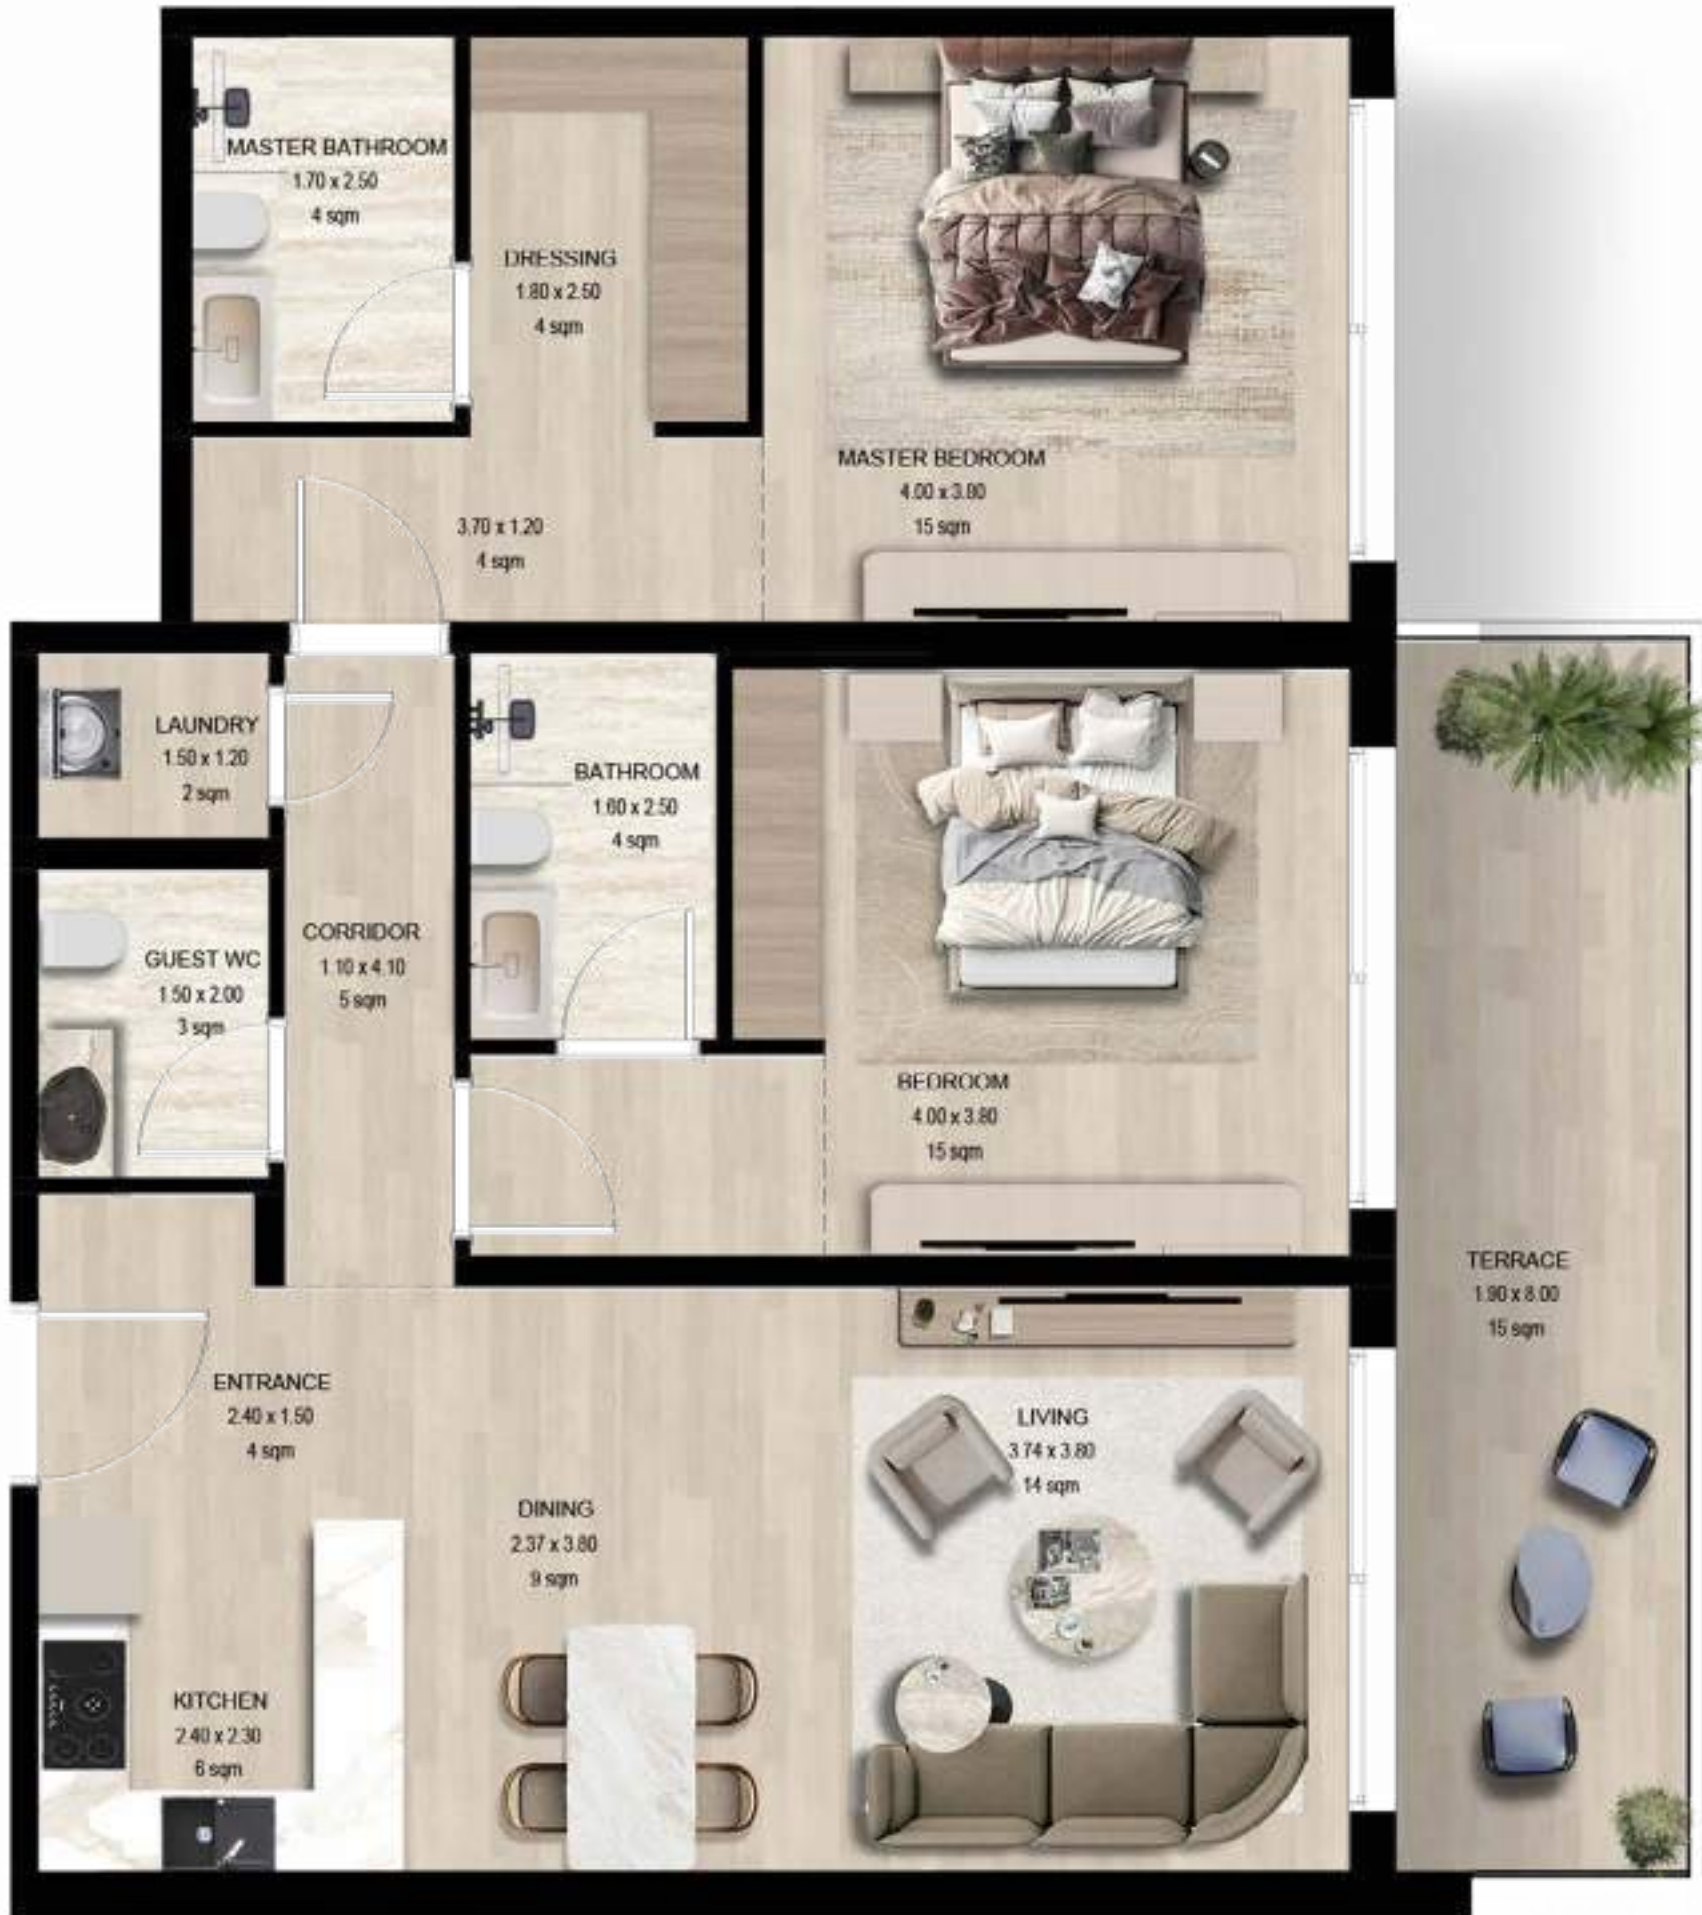 MASTER BATHROOM
1.70 x 2.50
4 sqm
DRESSING
1.80 x 2.50
4 sqm
MASTER BEDROOM
4.00 x 3.80
15 sqm
3.70 x 1.20
4 sqm
LAUNDRY
1.50 x 1.20
2 sqm
BATHROOM
1.60 x 2.50
4 sqm
CORRIDOR
1.10 x 4.10
5 sqm
GUEST WC
1.50 x 2.00
3 sqm
BEDROOM
4.00 x 3.80
15 sqm
TERRACE
1.90 x 8.00
15 sqm
ENTRANCE
2.40 x 1.50
4 sqm
LIVING
3.74 x 3.80
14 sqm
DINING
2.37 x 3.80
9 sqm
KITCHEN
2.40 x 2.30
6 sqm